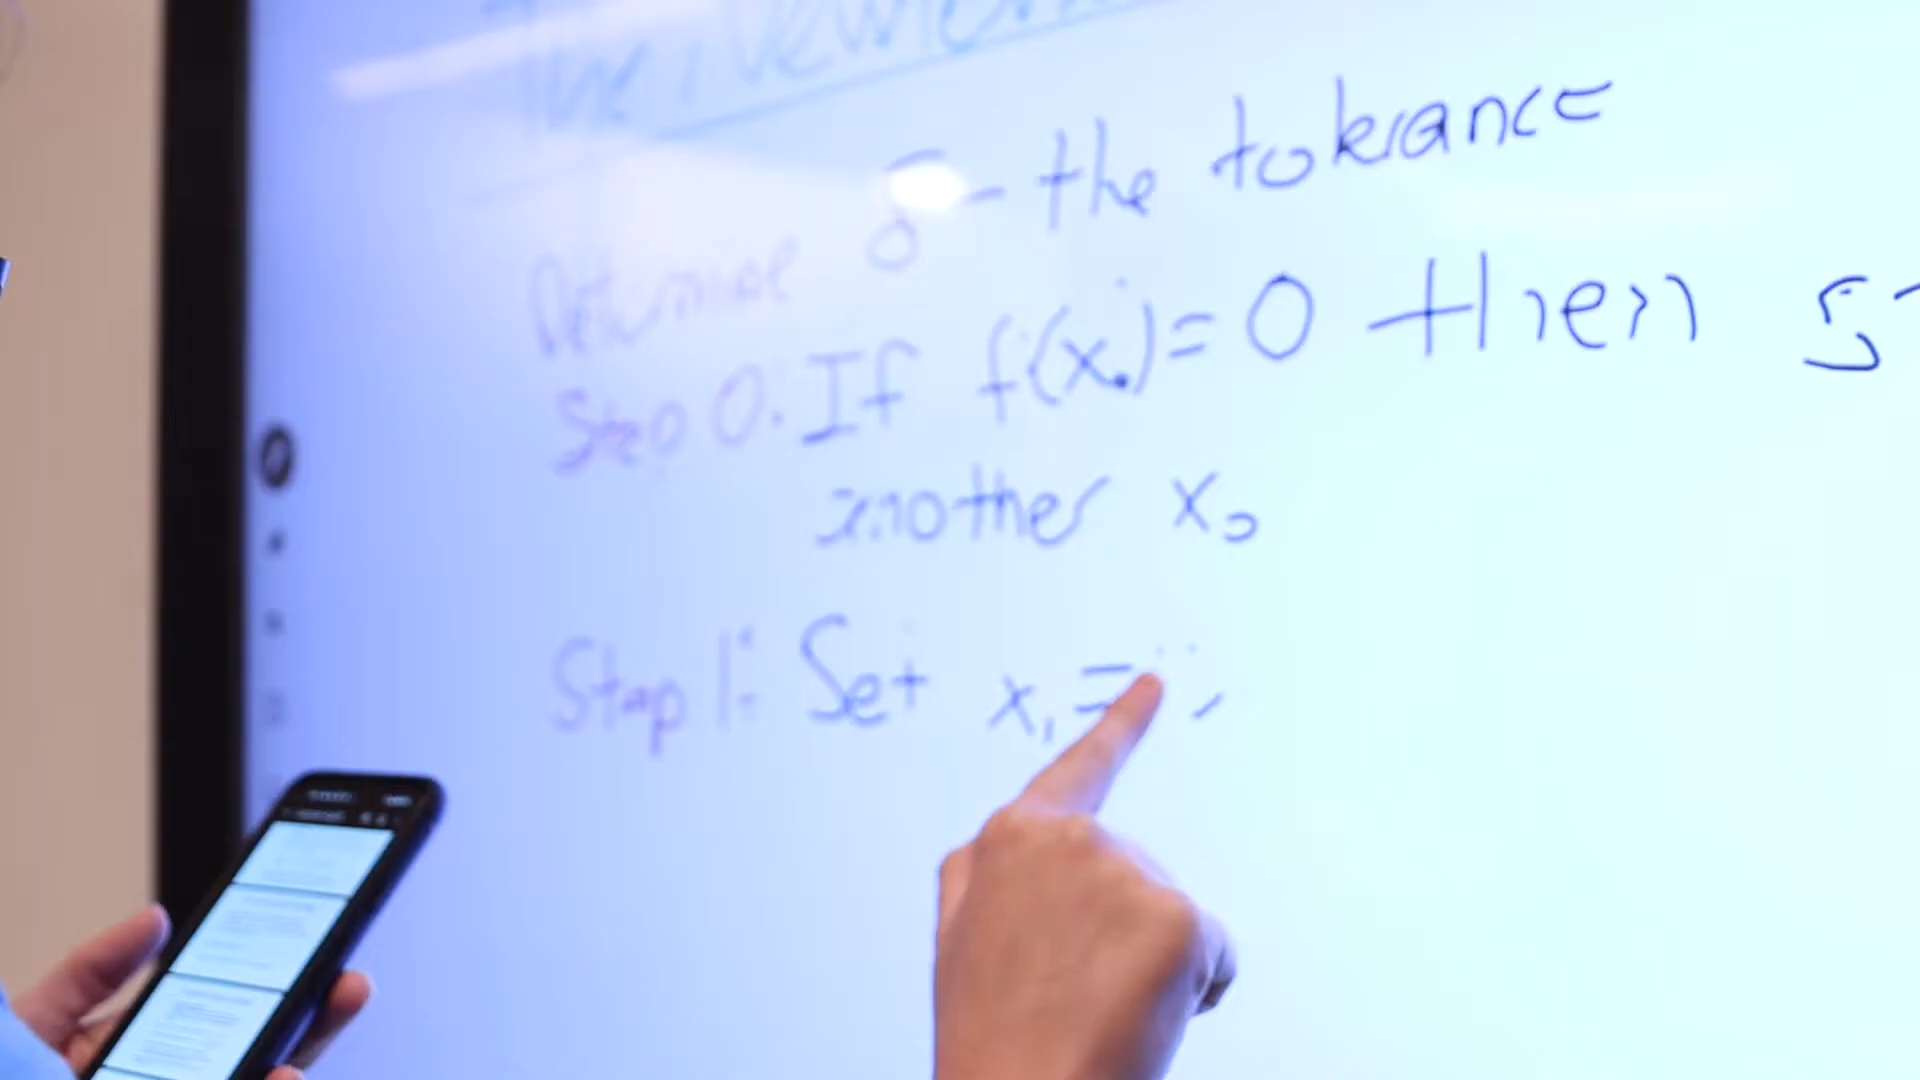 The Newton
Determine δ - the tolerance
Step 0: If f'(x₀)=0 then
another x₀
Step 1: Set x₁=